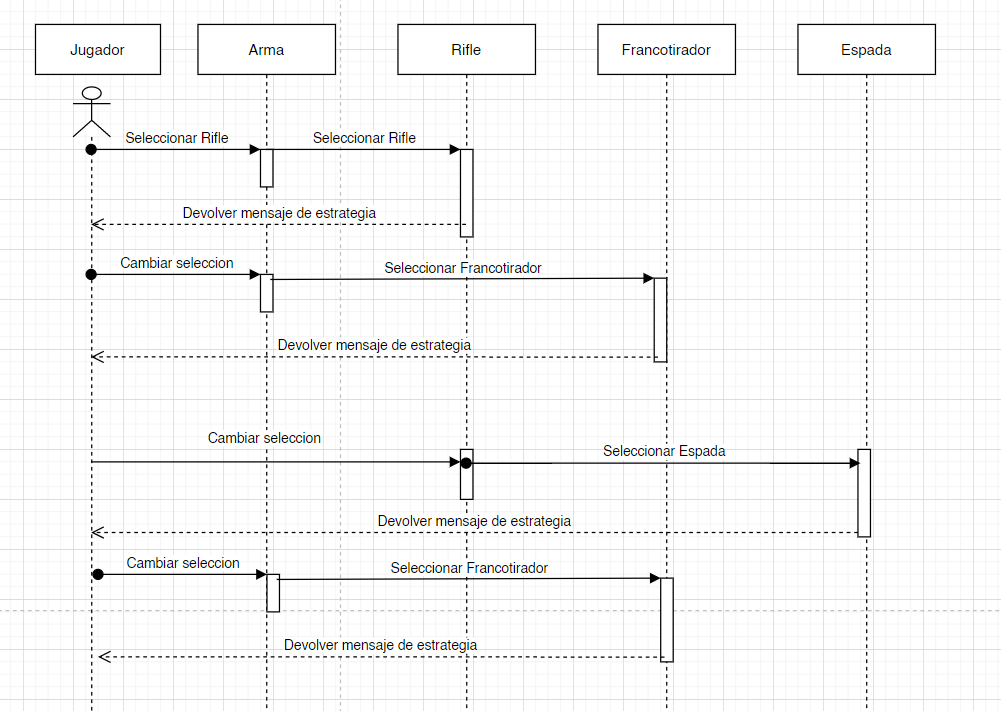 Jugador
Arma
Rifle
Francotirador
Espada
Seleccionar Rifle
Seleccionar Rifle
Devolver mensaje de estrategia
Cambiar seleccion
Seleccionar Francotirador
Devolver mensaje de estrategia
Cambiar seleccion
Seleccionar Espada
Devolver mensaje de estrategia
Cambiar seleccion
Seleccionar Francotirador
Devolver mensaje de estrategia